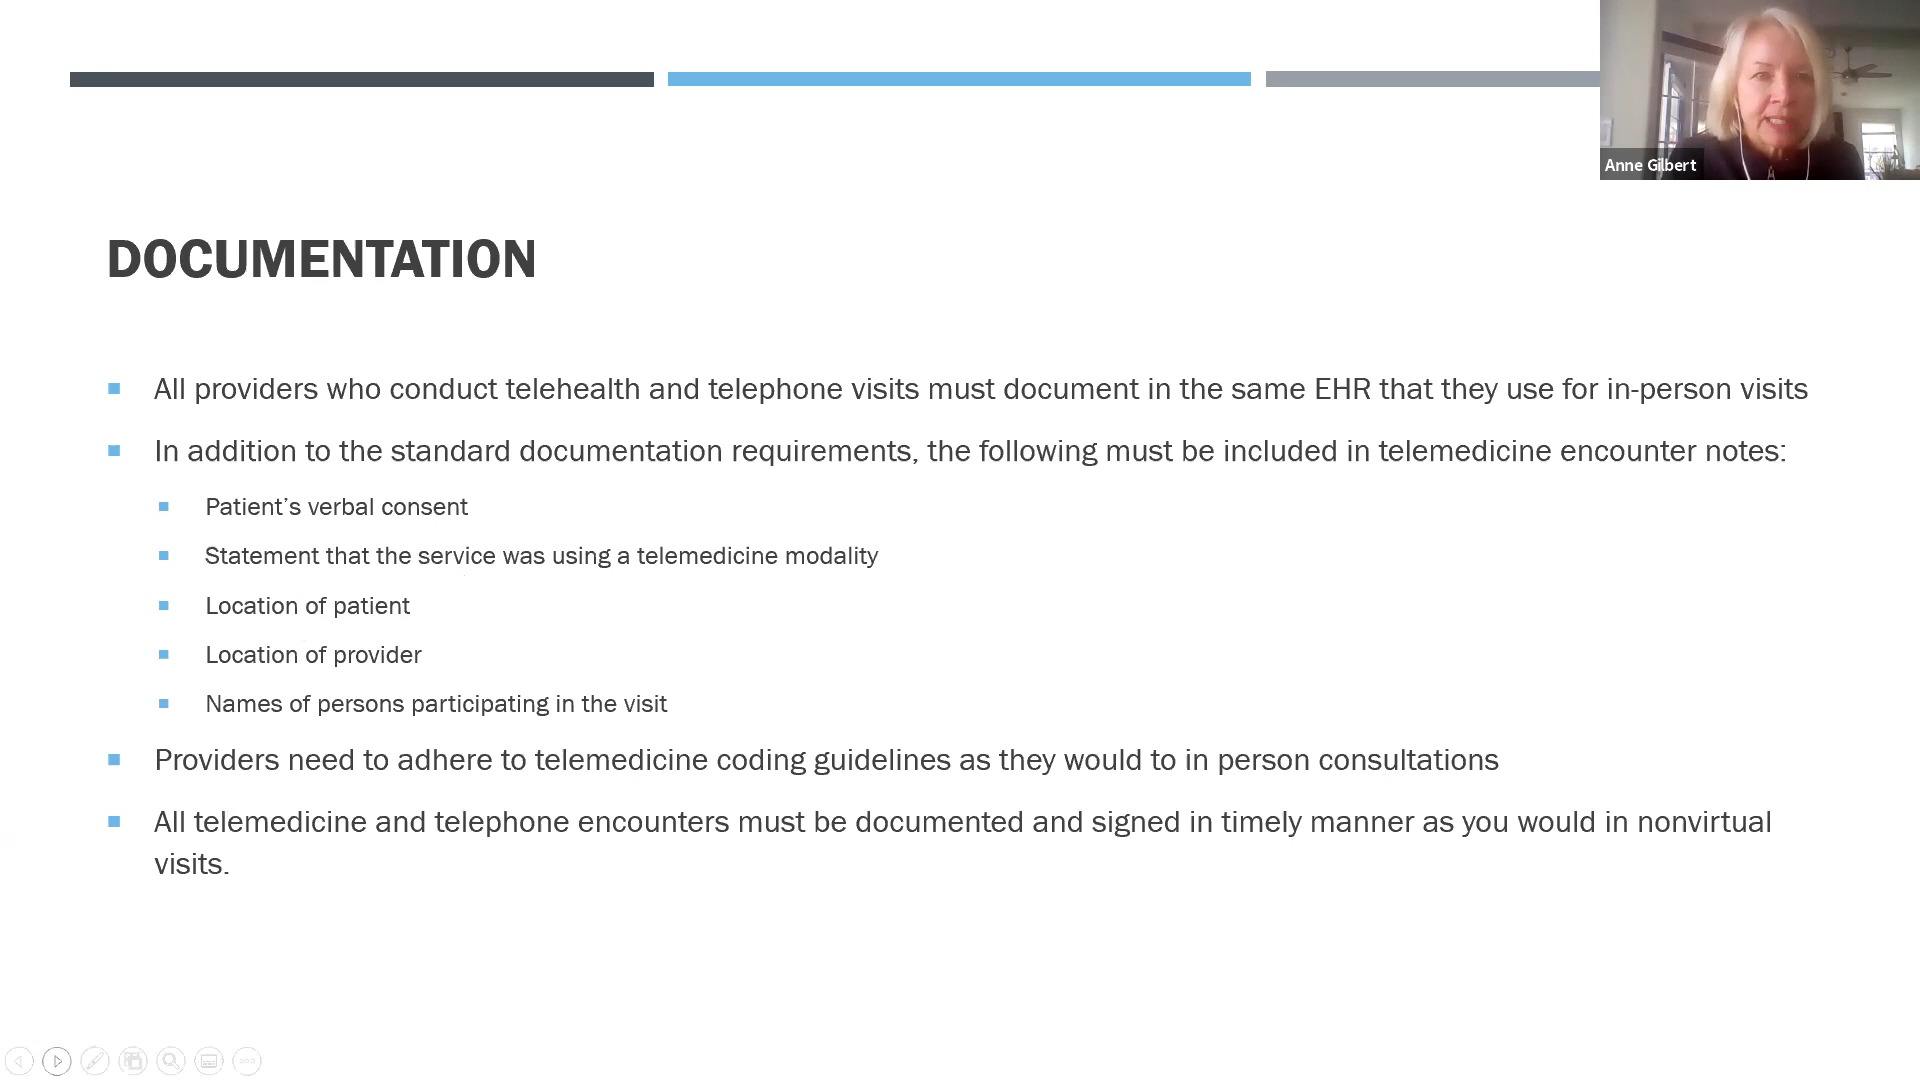 Anne Gilbert
DOCUMENTATION
All providers who conduct telehealth and telephone visits must document in the same EHR that they use for in-person visits
In addition to the standard documentation requirements, the following must be included in telemedicine encounter notes:
Patient’s verbal consent
Statement that the service was using a telemedicine modality
Location of patient
Location of provider
Names of persons participating in the visit
Providers need to adhere to telemedicine coding guidelines as they would to in person consultations
All telemedicine and telephone encounters must be documented and signed in timely manner as you would in nonvirtual
visits.